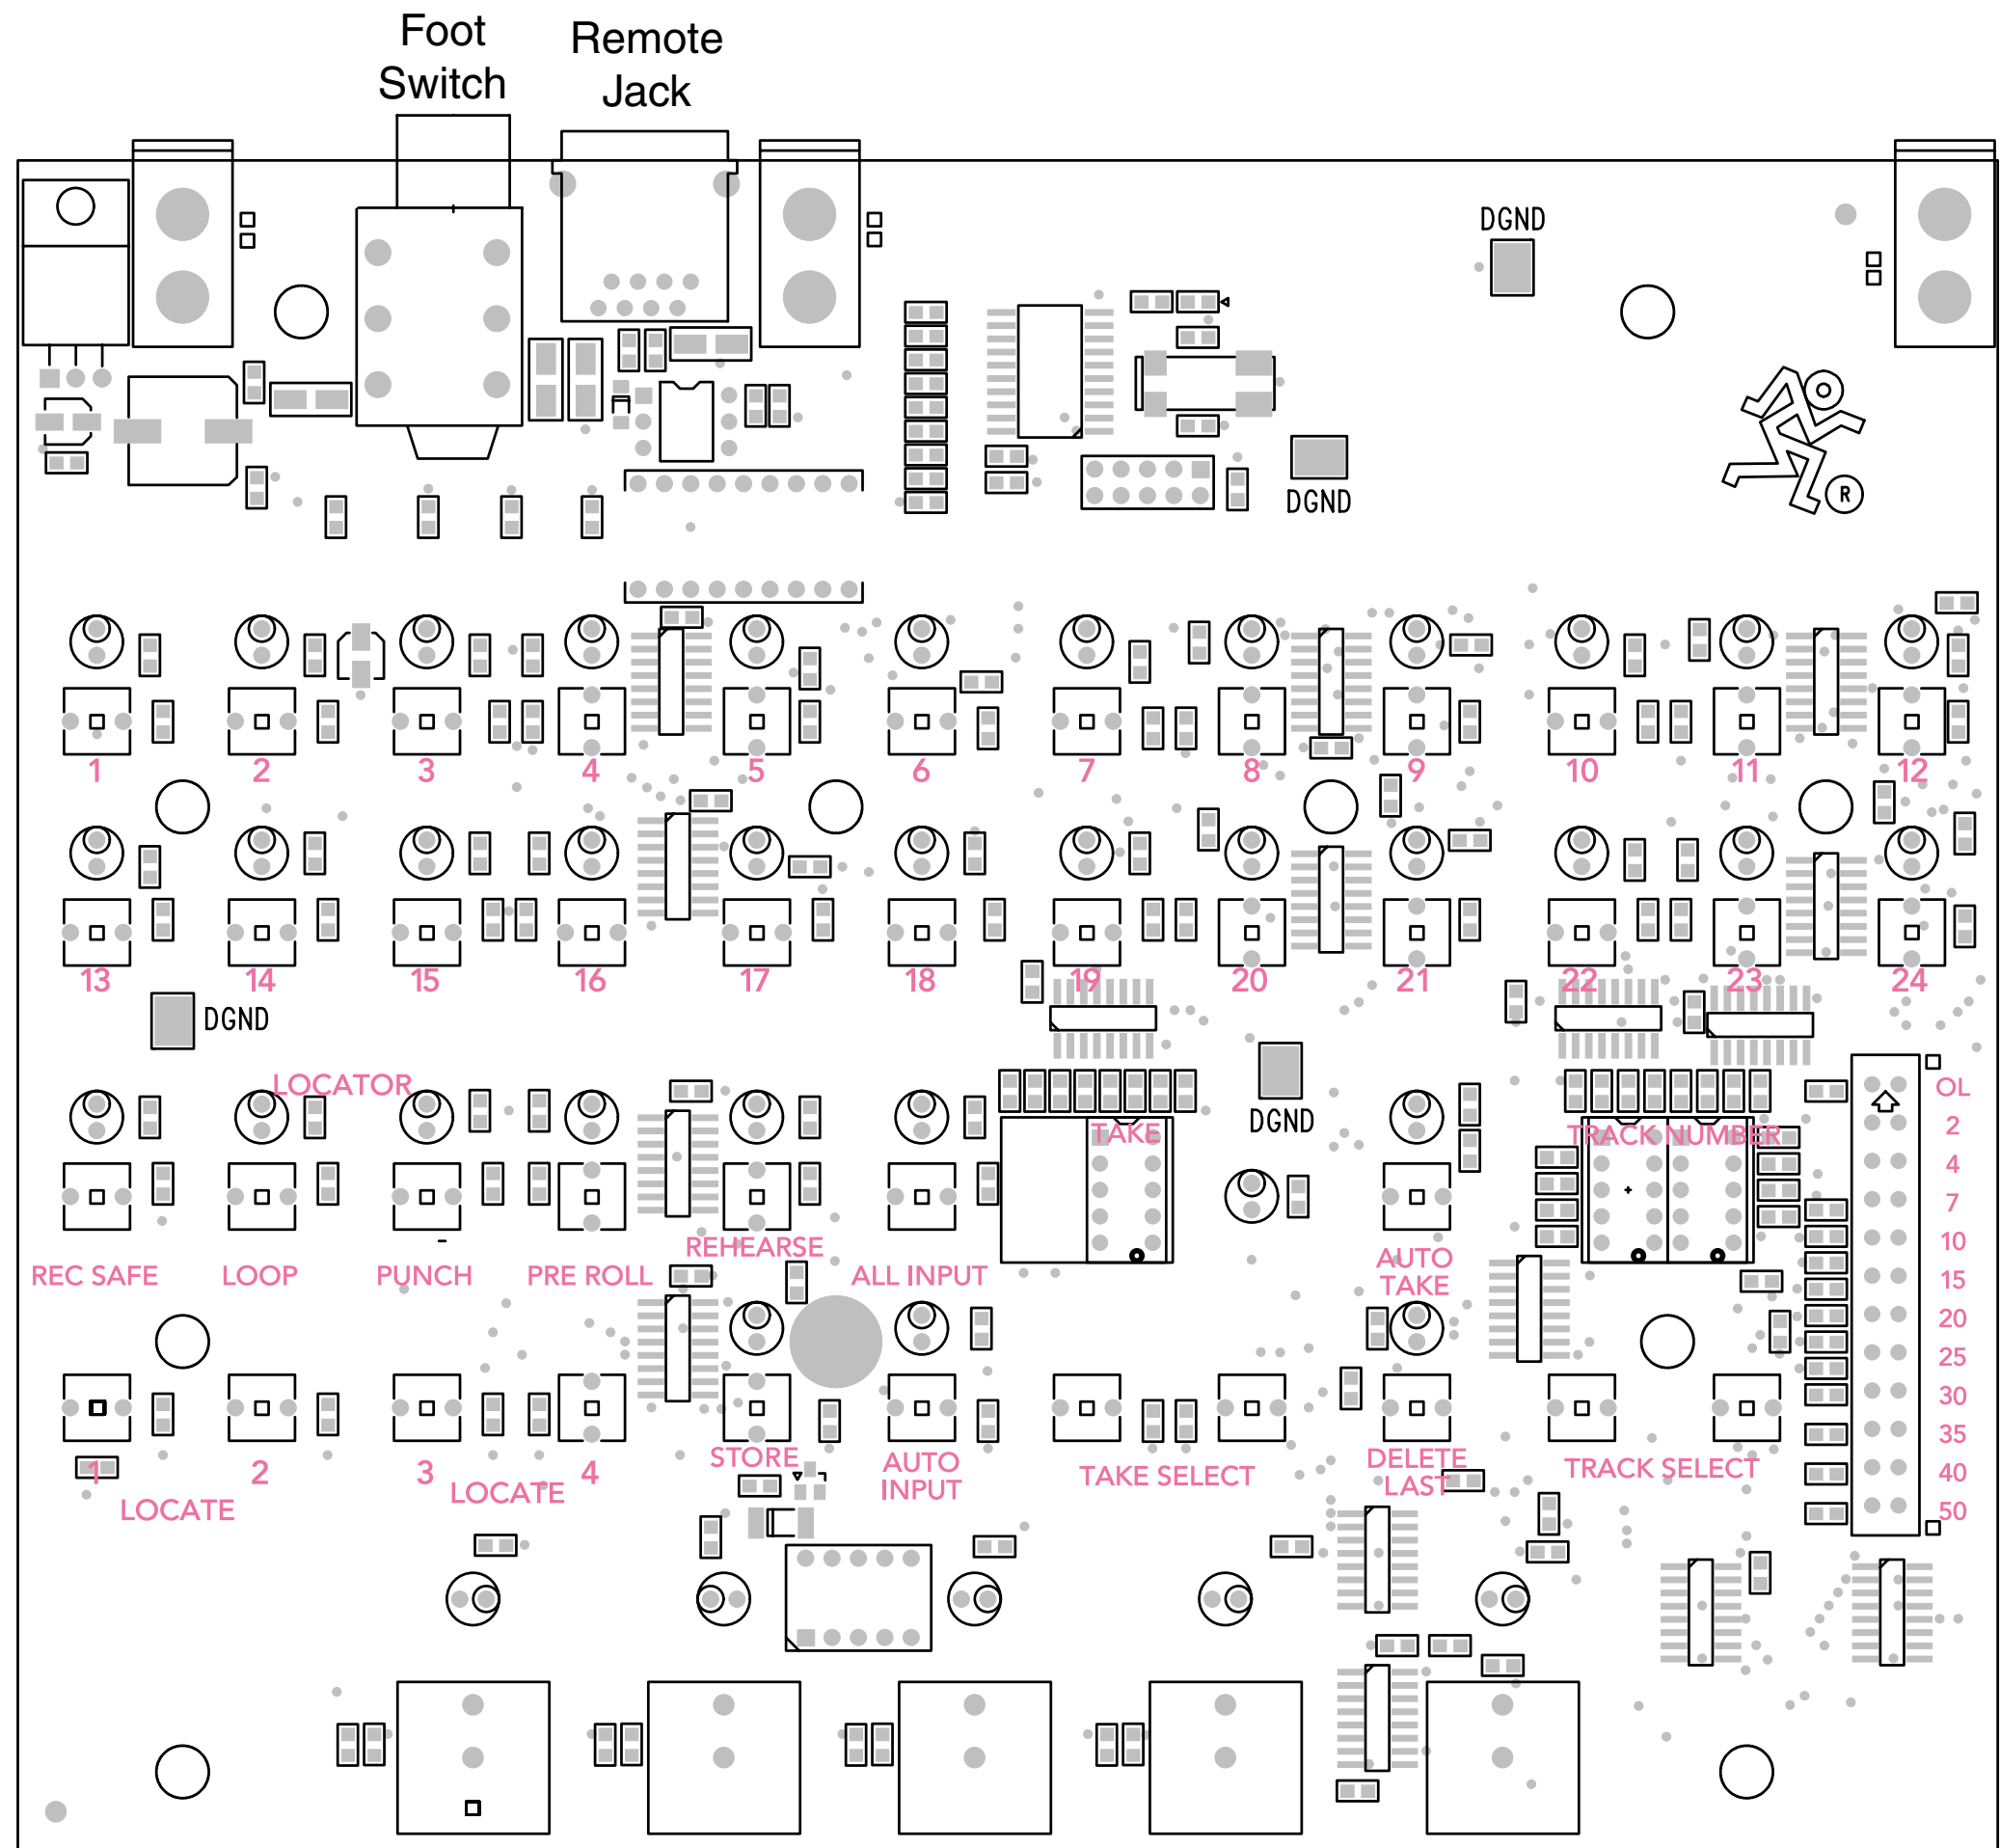 Foot
Switch
Remote
Jack
DGND
DGND
R
1 2 3 4 5 6 7 8 9 10 11 12
13 14 15 16 17 18 19 20 21 22 23 24
DGND
LOCATOR
OL
DGND
TAKE
TRACK NUMBER
2
4
7
10
15
20
25
30
35
40
50
REHEARSE
REC SAFE
LOOP
PUNCH
PRE ROLL
ALL INPUT
AUTO
TAKE
1 2 3 4
STORE
AUTO
INPUT
TAKE SELECT
DELETE
LAST
TRACK SELECT
LOCATE
LOCATE